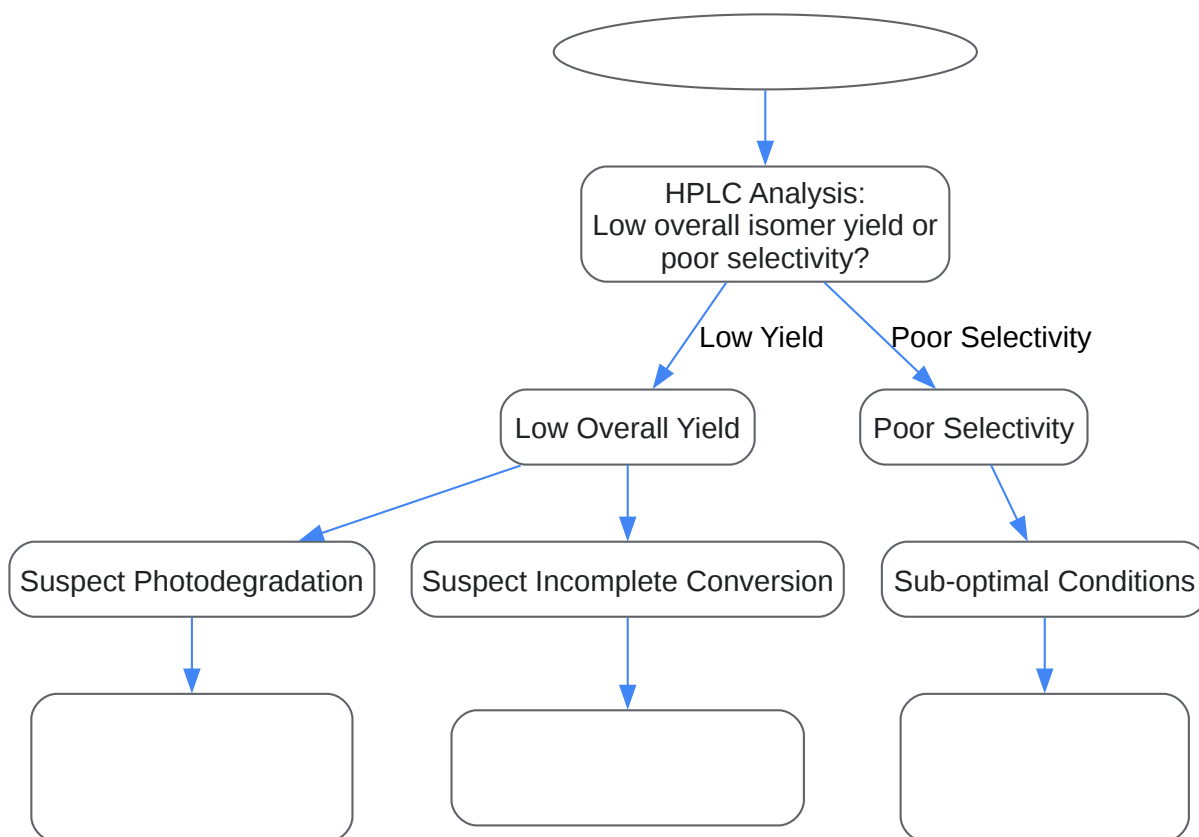 HPLC Analysis:
Low overall isomer yield or
poor selectivity?
Low Yield
Poor Selectivity
Low Overall Yield
Poor Selectivity
Suspect Photodegradation
Suspect Incomplete Conversion
Sub-optimal Conditions